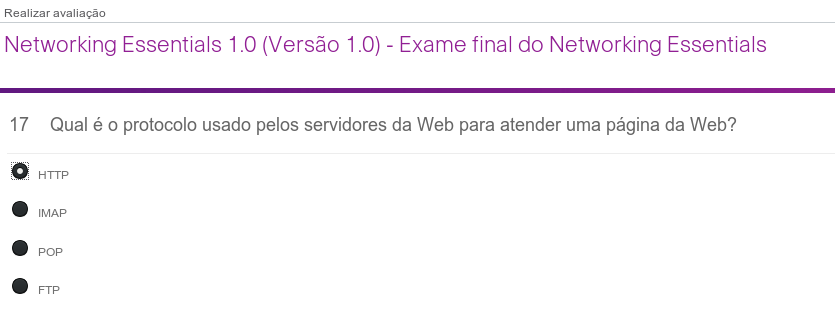 Realizar avaliação
Networking Essentials 1.0 (Versão 1.0) - Exame final do Networking Essentials
17 Qual é o protocolo usado pelos servidores da Web para atender uma página da Web?
HTTP
IMAP
POP
FTP